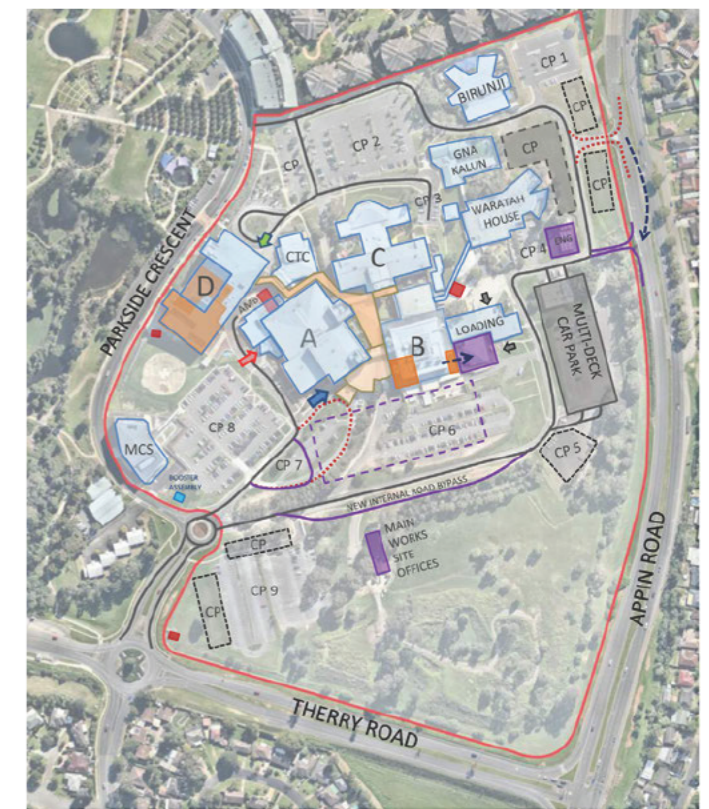 CP 1
BIRUNJI
CP
CP 2
CP
GNA
KALUN
CP
CP
CP 3
WARATAH
HOUSE
CP 4
ENG
PARKSIDE CRESCENT
CTC
C
D
AMB
A
B
LOADING
MULTI-DECK
CAR PARK
CP 8
CP 6
CP 7
CP 5
MCS
BOOSTER
ASSEMBLY
NEW INTERNAL ROAD BYPASS
MAIN
WORKS
SITE
OFFICES
CP
CP 9
CP
APPIN ROAD
THERRY ROAD